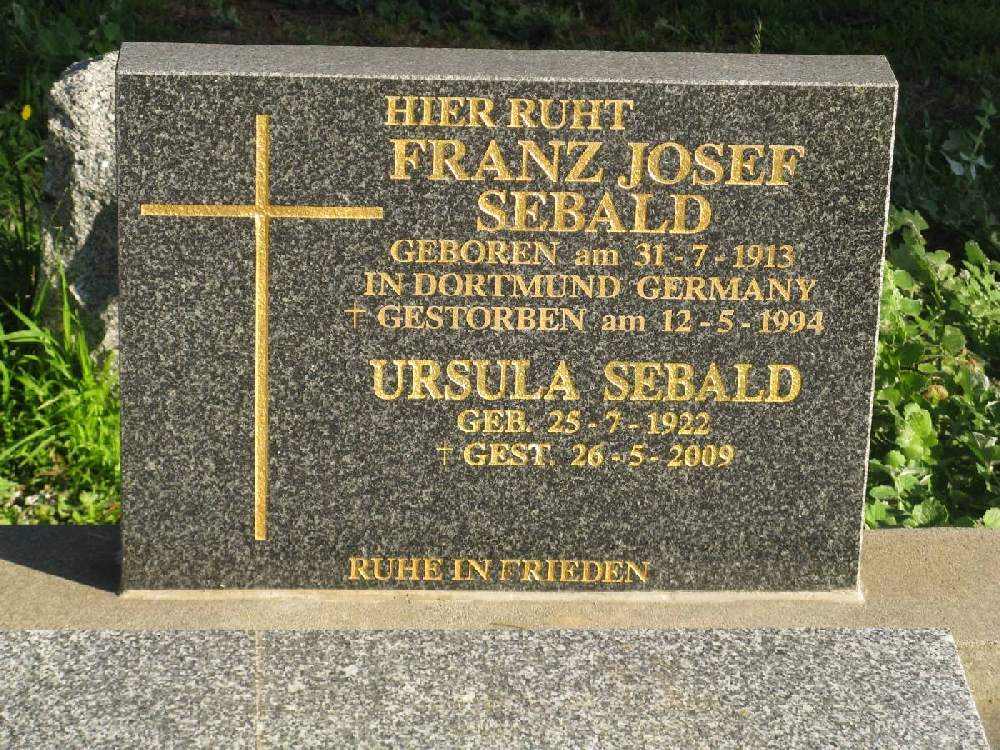 HIER RUHT
FRANZ JOSEF
SEBALD
GEBOREN am 31-7-1913
IN DORTMUND GERMANY
† GESTORBEN am 12-5-1994
URSULA SEBALD
GEB. 25-7-1922
† GEST. 26-5-2009
RUHE IN FRIEDEN